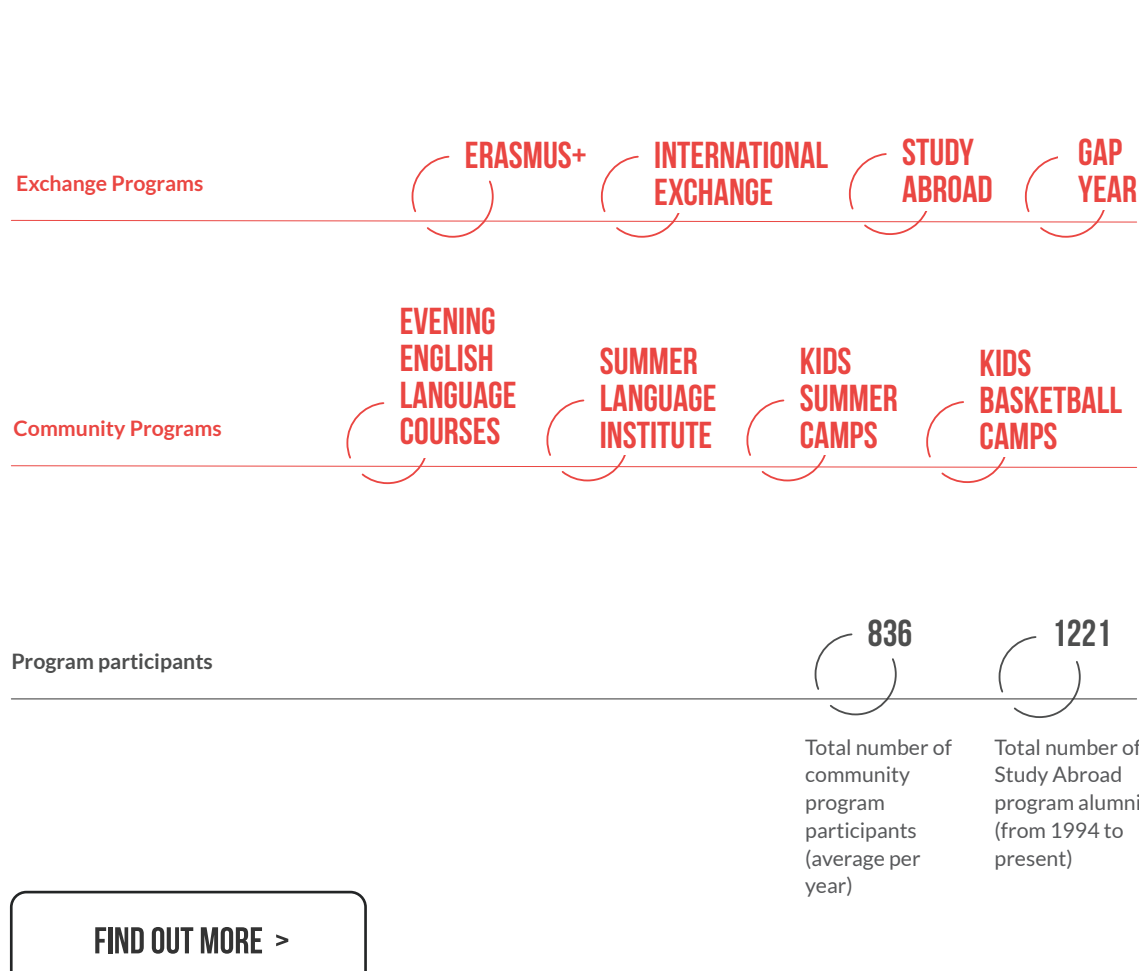 Exchange Programs
ERASMUS+
INTERNATIONAL
EXCHANGE
STUDY
ABROAD
GAP
YEAR
Community Programs
EVENING
ENGLISH
LANGUAGE
COURSES
SUMMER
LANGUAGE
INSTITUTE
KIDS
SUMMER
CAMPS
KIDS
BASKETBALL
CAMPS
Program participants
836
Total number of
community
program
participants
(average per
year)
1221
Total number of
Study Abroad
program alumni
(from 1994 to
present)
FIND OUT MORE >